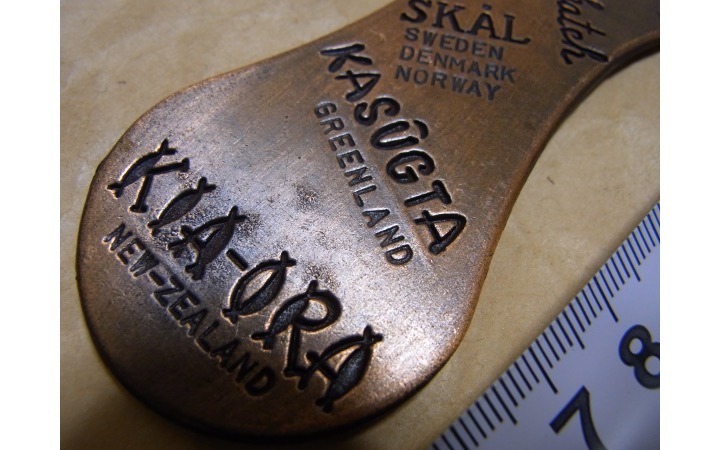 SKÅL
SWEDEN
DENMARK
NORWAY
KASÛGTA
GREENLAND
KIA-ORA
NEW-ZEALAND
7 8